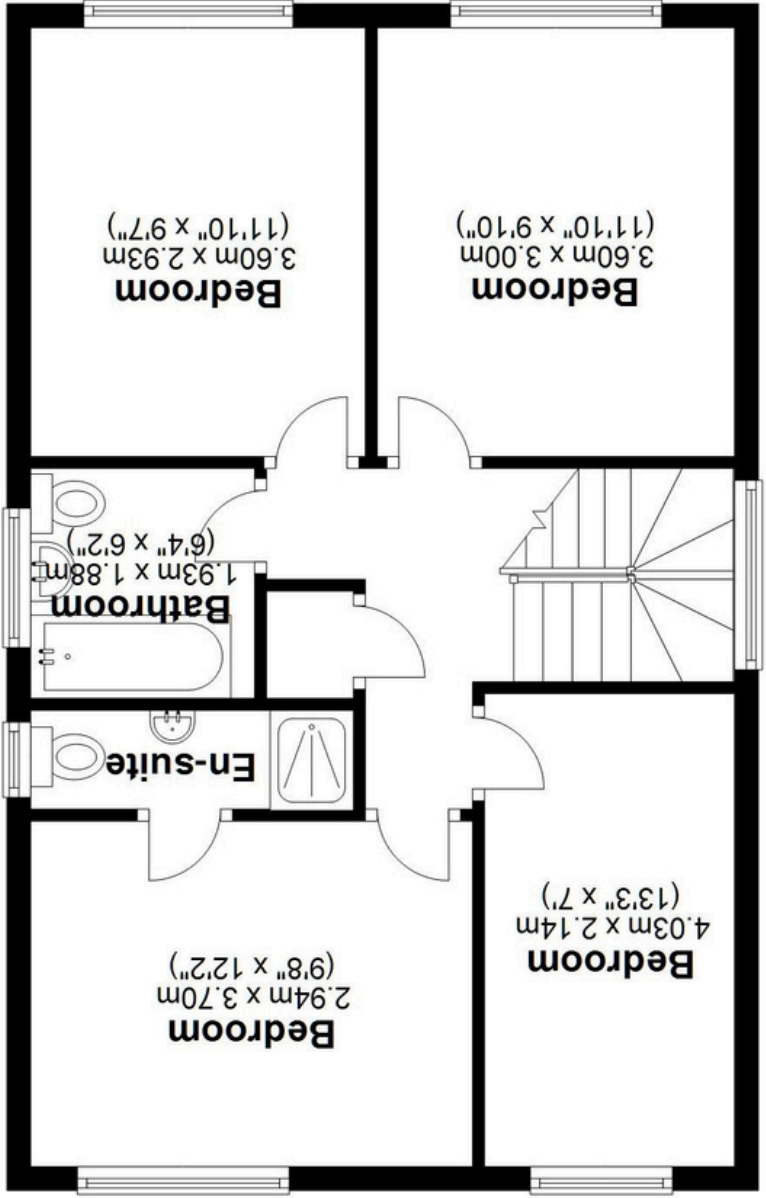 Bedroom
2.94m x 3.70m
(9'8" x 12'2")
Bedroom
4.03m x 2.14m
(13'3" x 7')
En-suite
Bathroom
1.93m x 1.88m
(6'4" x 6'2")
Bedroom
3.60m x 3.00m
(11'10" x 9'10")
Bedroom
3.60m x 2.93m
(11'10" x 9'7")